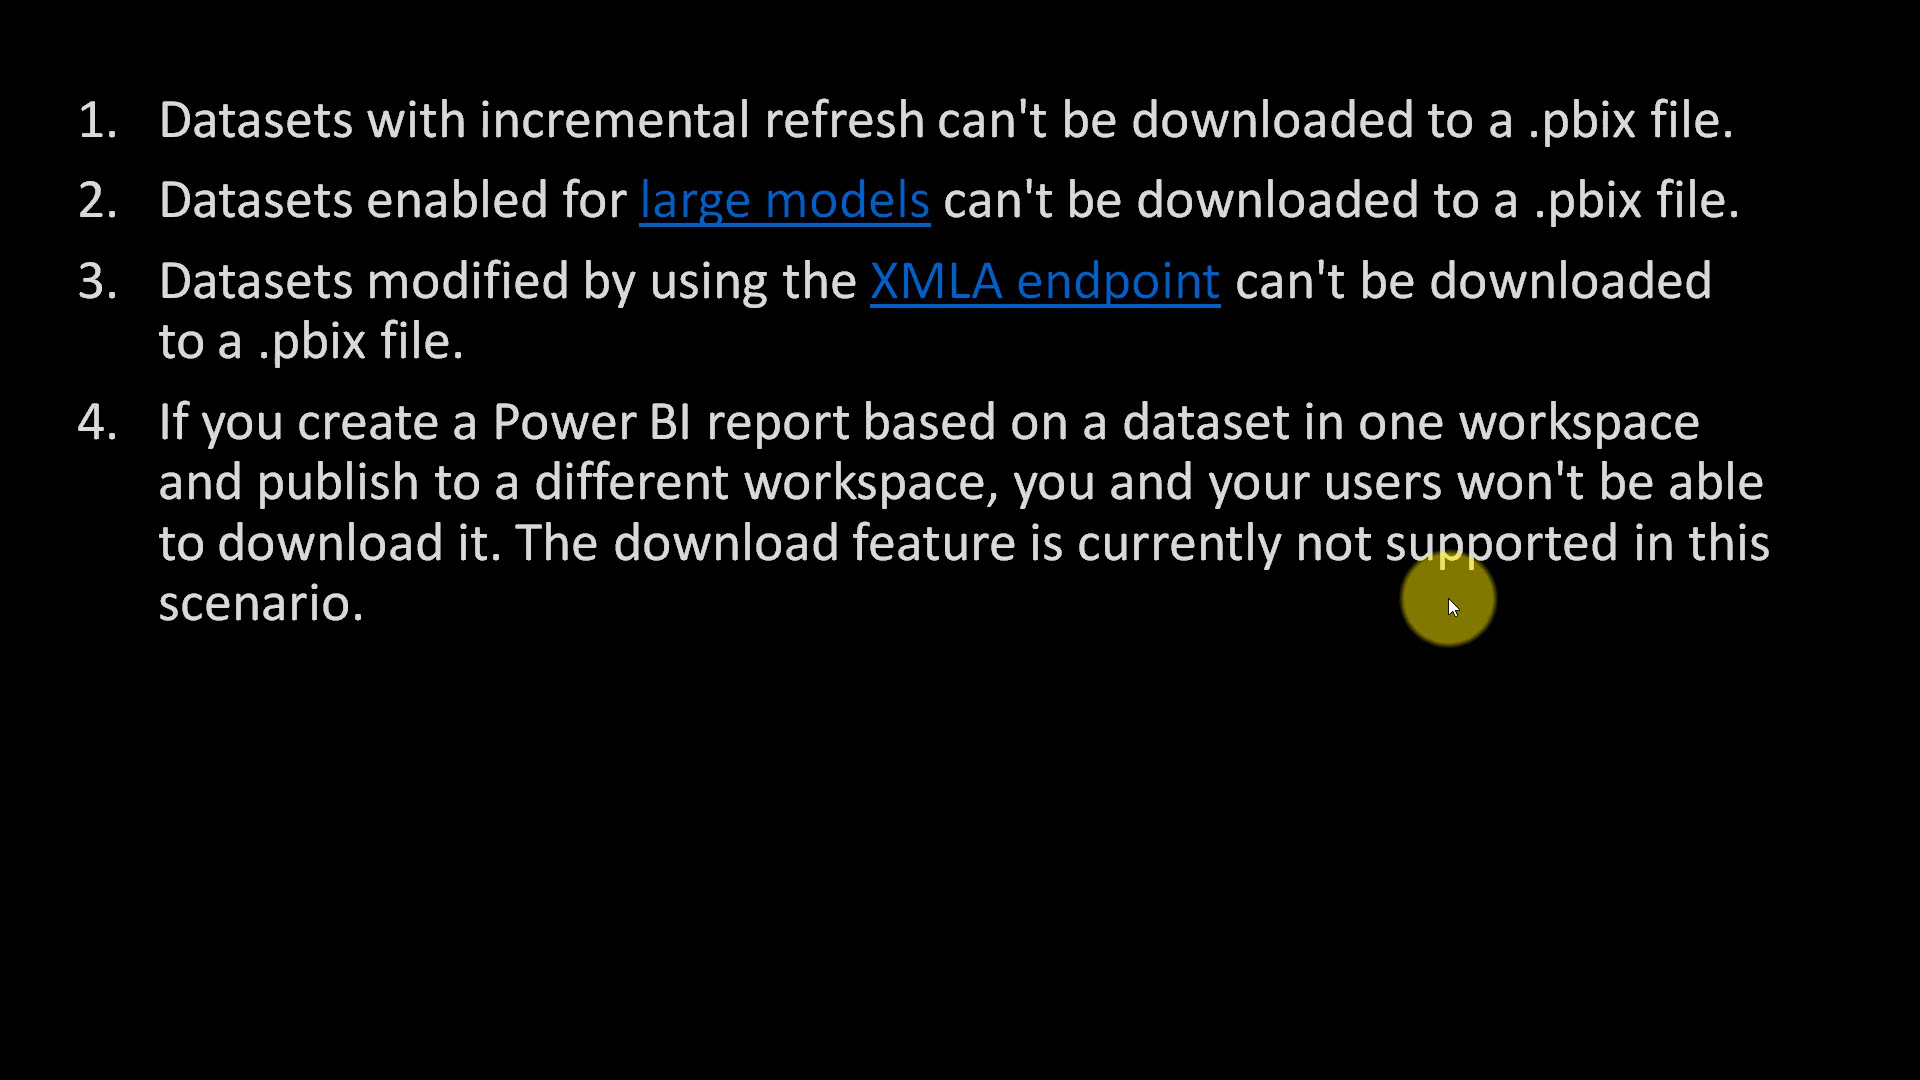 1. Datasets with incremental refresh can't be downloaded to a .pbix file.
2. Datasets enabled for large models can't be downloaded to a .pbix file.
3. Datasets modified by using the XMLA endpoint can't be downloaded
to a .pbix file.
4. If you create a Power BI report based on a dataset in one workspace
and publish to a different workspace, you and your users won't be able
to download it. The download feature is currently not supported in this
scenario.